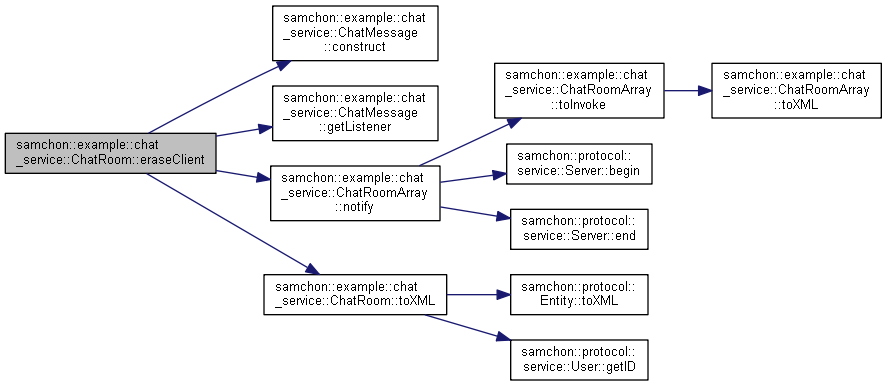 samchon::example::chat
_service::ChatRoom::eraseClient
samchon::example::chat
_service::ChatMessage
::construct
samchon::example::chat
_service::ChatMessage
::getListener
samchon::example::chat
_service::ChatRoomArray
::notify
samchon::example::chat
_service::ChatRoom::toXML
samchon::example::chat
_service::ChatRoomArray
::toInvoke
samchon::protocol::
service::Server::begin
samchon::protocol::
service::Server::end
samchon::protocol::
Entity::toXML
samchon::protocol::
service::User::getID
samchon::example::chat
_service::ChatRoomArray
::toXML